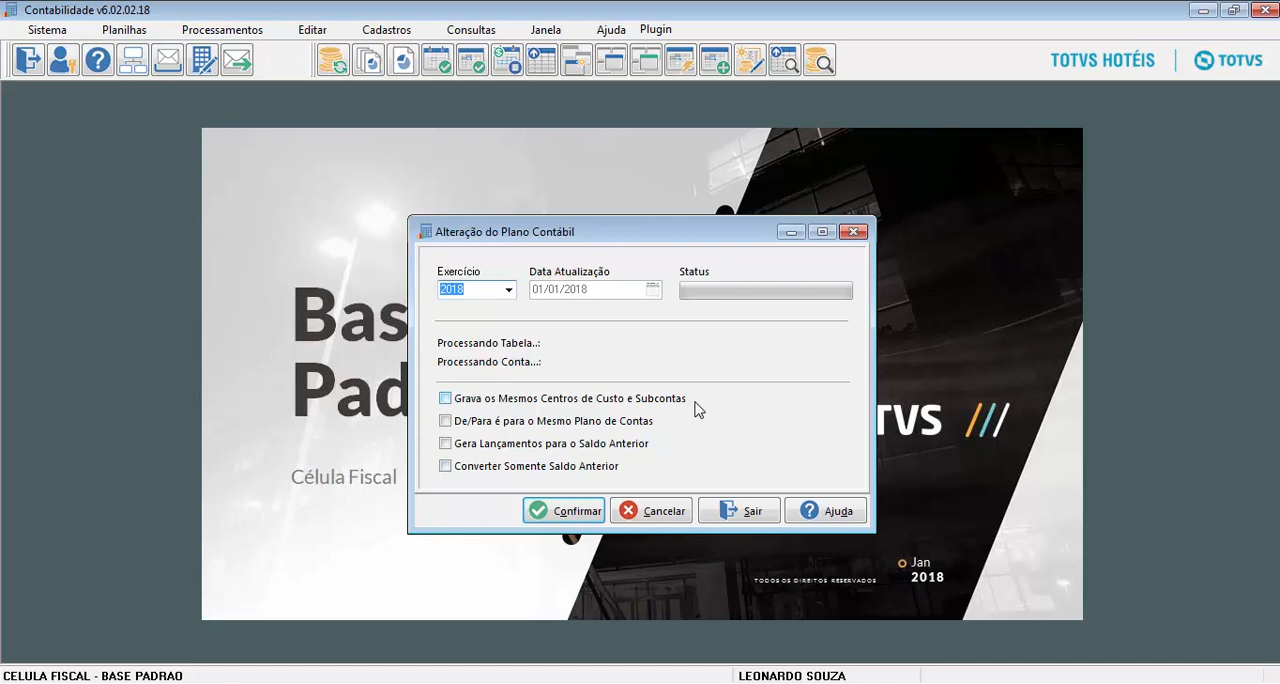 Contabilidade v6.02.02.18
Sistema Planilhas Processamentos Editar Cadastros Consultas Janela Ajuda Plugin
TOTVS HOTÉIS TOTVS
Alteração do Plano Contábil
Exercício Data Atualização Status
2018 01/01/2018
Bas
Processando Tabela..:
Processando Conta...:
Pad
Grava os Mesmos Centros de Custo e Subcontas
De/Para é para o Mesmo Plano de Contas
TVS
Gera Lançamentos para o Saldo Anterior
Converter Somente Saldo Anterior
Célula Fiscal
Confirmar Cancelar Sair Ajuda
Jan
2018
TODOS OS DIREITOS RESERVADOS
CELULA FISCAL - BASE PADRAO LEONARDO SOUZA